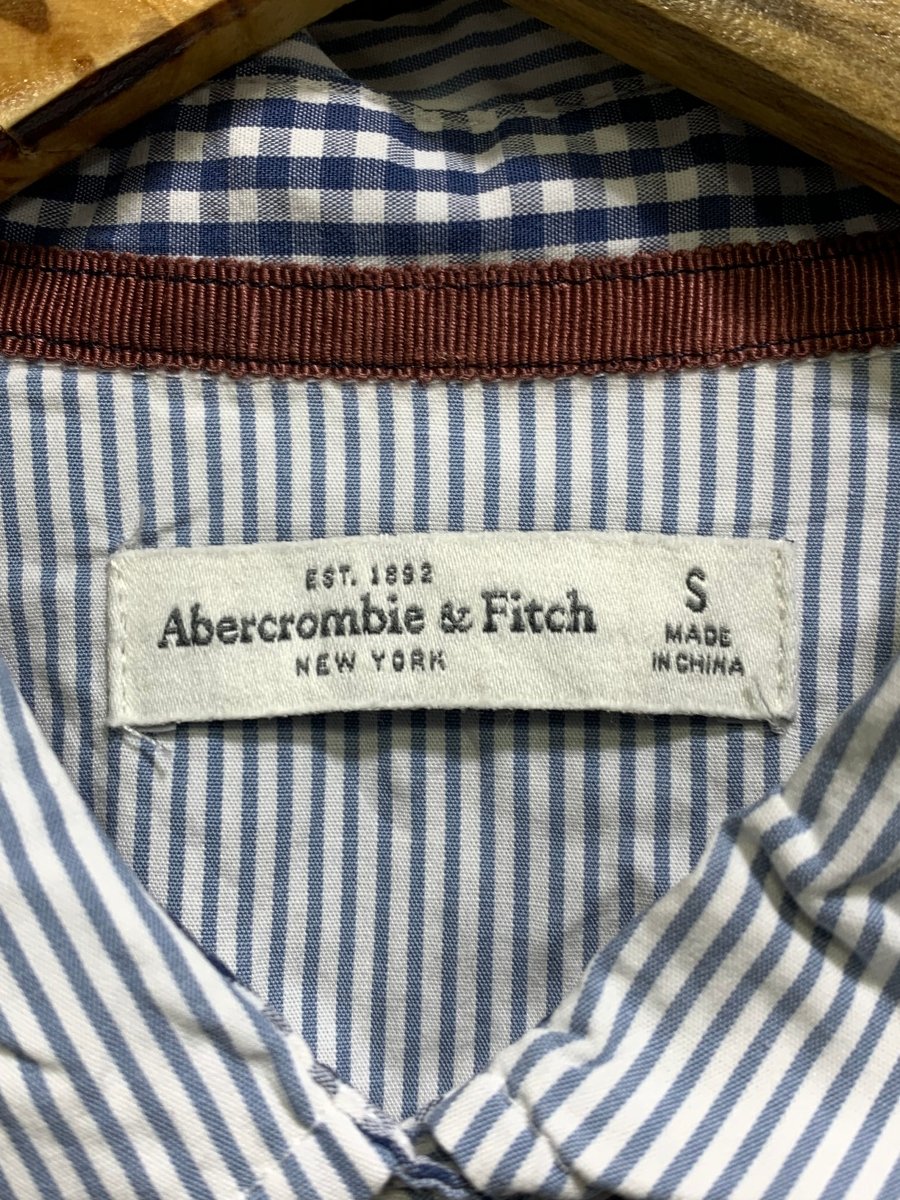 EST. 1892
Abercrombie & Fitch
NEW YORK
S
MADE
IN CHINA